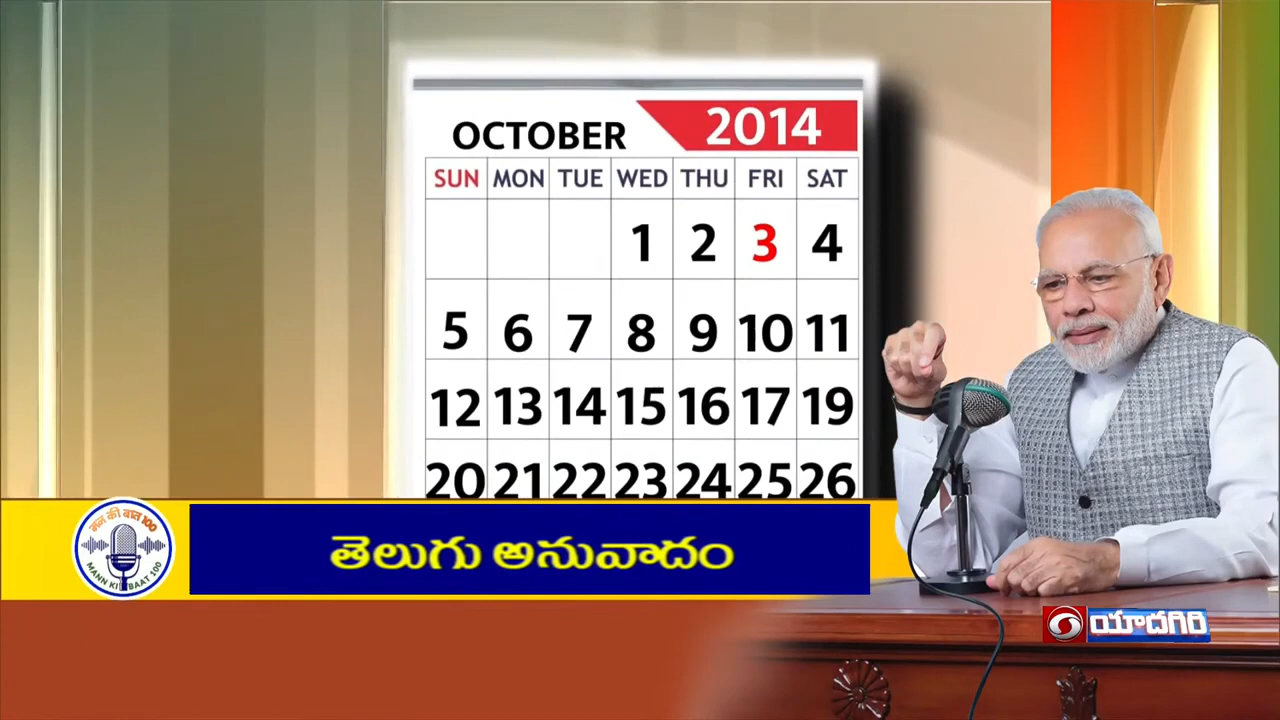 OCTOBER 2014
SUN MON TUE WED THU FRI SAT
1 2 3 4
5 6 7 8 9 10 11
12 13 14 15 16 17 19
20 21 22 23 24 25 26
मन की बात 100
MANN KI BAAT 100
తెలుగు అనువాదం
యాదగిరి